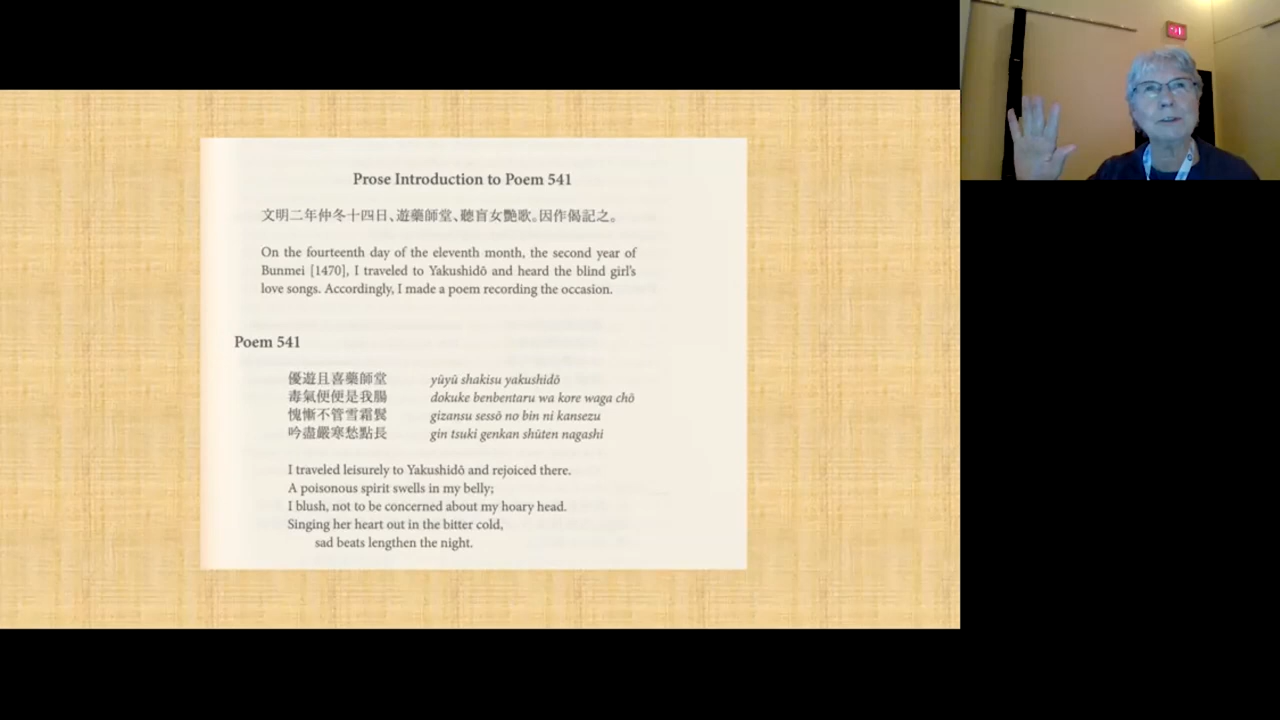 Prose Introduction to Poem 541
文明二年仲冬十四日、遊藥師堂、聽盲女艶歌。因作偈記之。
On the fourteenth day of the eleventh month, the second year of
Bunmei [1470], I traveled to Yakushidō and heard the blind girl's
love songs. Accordingly, I made a poem recording the occasion.
Poem 541
優遊且喜藥師堂 yūyū shakisu yakushidō
毒氣便便是我腸 dokuke benbentaru wa kore waga chō
愧慚不管雪霜鬢 gizansu sessō no bin ni kansezu
吟盡嚴寒愁點長 gin tsuki genkan shūten nagashi
I traveled leisurely to Yakushidō and rejoiced there.
A poisonous spirit swells in my belly;
I blush, not to be concerned about my hoary head.
Singing her heart out in the bitter cold,
sad beats lengthen the night.